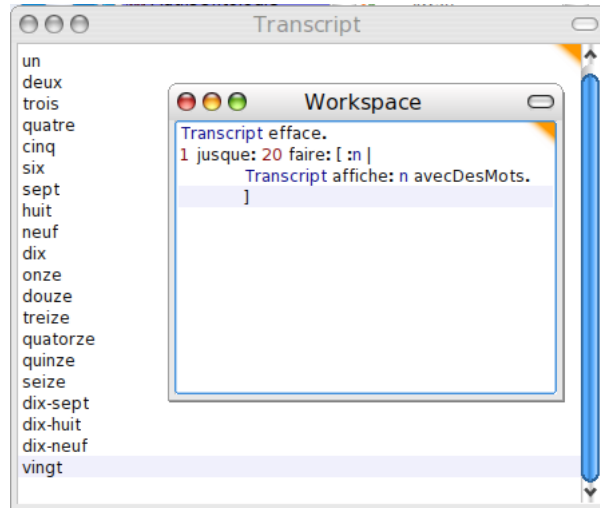 Transcript
un
deux
trois
quatre
cinq
six
sept
huit
neuf
dix
onze
douze
treize
quatorze
quinze
seize
dix-sept
dix-huit
dix-neuf
vingt
Workspace
Transcript efface.
1 jusque: 20 faire: [ :n |
Transcript affiche: n avecDesMots.
]